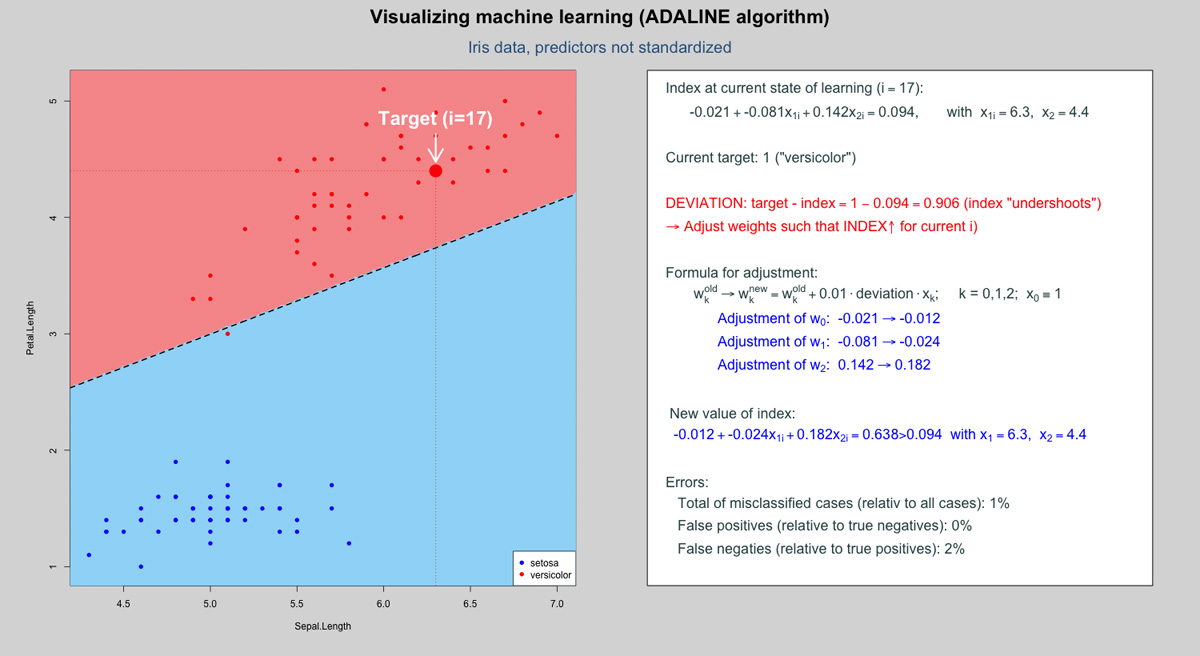 Visualizing machine learning (ADALINE algorithm)
Iris data, predictors not standardized
Target (i=17)
5
4
3
2
1
Petal.Length
4.5 5.0 5.5 6.0 6.5 7.0
Sepal.Length
setosa
versicolor
Index at current state of learning (i = 17):
-0.021 + -0.081x₁ᵢ + 0.142x₂ᵢ = 0.094, with x₁ᵢ = 6.3, x₂ = 4.4
Current target: 1 ("versicolor")
DEVIATION: target - index = 1 − 0.094 = 0.906 (index "undershoots")
→ Adjust weights such that INDEX↑ for current i)
Formula for adjustment:
wₖᵒˡᵈ → wₖⁿᵉʷ = wₖᵒˡᵈ + 0.01 · deviation · xₖ; k = 0,1,2; x₀ ≡ 1
Adjustment of w₀: -0.021 → -0.012
Adjustment of w₁: -0.081 → -0.024
Adjustment of w₂: 0.142 → 0.182
New value of index:
-0.012 + -0.024x₁ᵢ + 0.182x₂ᵢ = 0.638>0.094 with x₁ = 6.3, x₂ = 4.4
Errors:
Total of misclassified cases (relativ to all cases): 1%
False positives (relative to true negatives): 0%
False negaties (relative to true positives): 2%